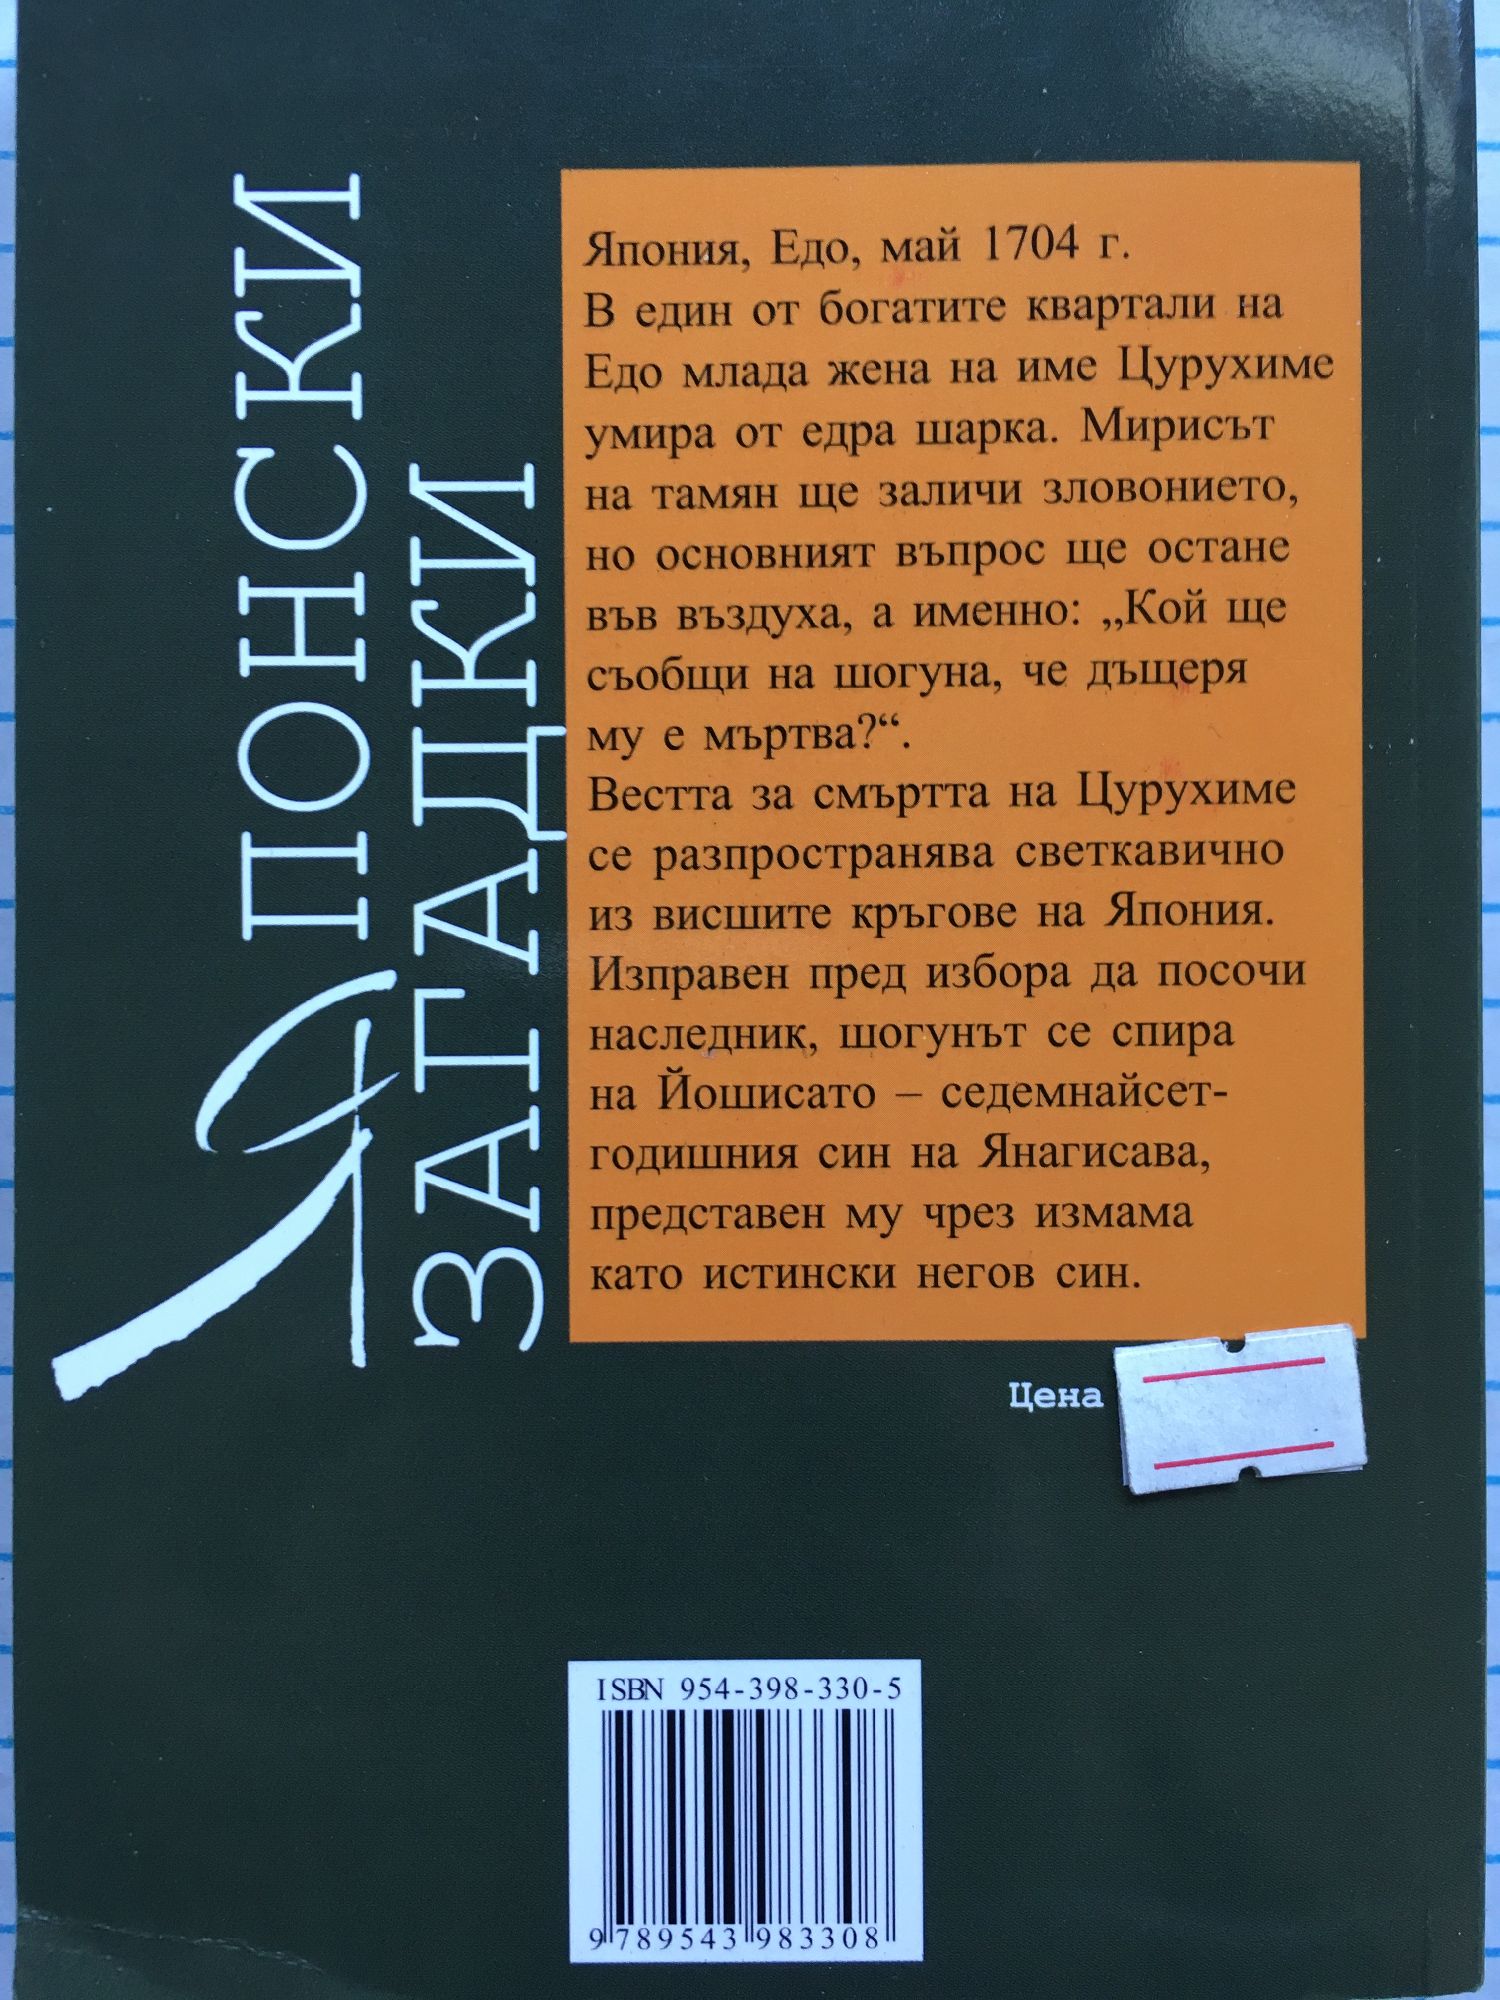 ЯПОНСКИ
ЗАГАДКИ
Япония, Едо, май 1704 г.
В един от богатите квартали на
Едо млада жена на име Цурухиме
умира от едра шарка. Мирисът
на тамян ще заличи зловонието,
но основният въпрос ще остане
във въздуха, а именно: „Кой ще
съобщи на шогуна, че дъщеря
му е мъртва?“.
Вестта за смъртта на Цурухиме
се разпространява светкавично
из висшите кръгове на Япония.
Изправен пред избора да посочи
наследник, шогунът се спира
на Йошисато – седемнайсет-
годишния син на Янагисава,
представен му чрез измама
като истински негов син.
Цена
ISBN 954-398-330-5
9 789543 983308